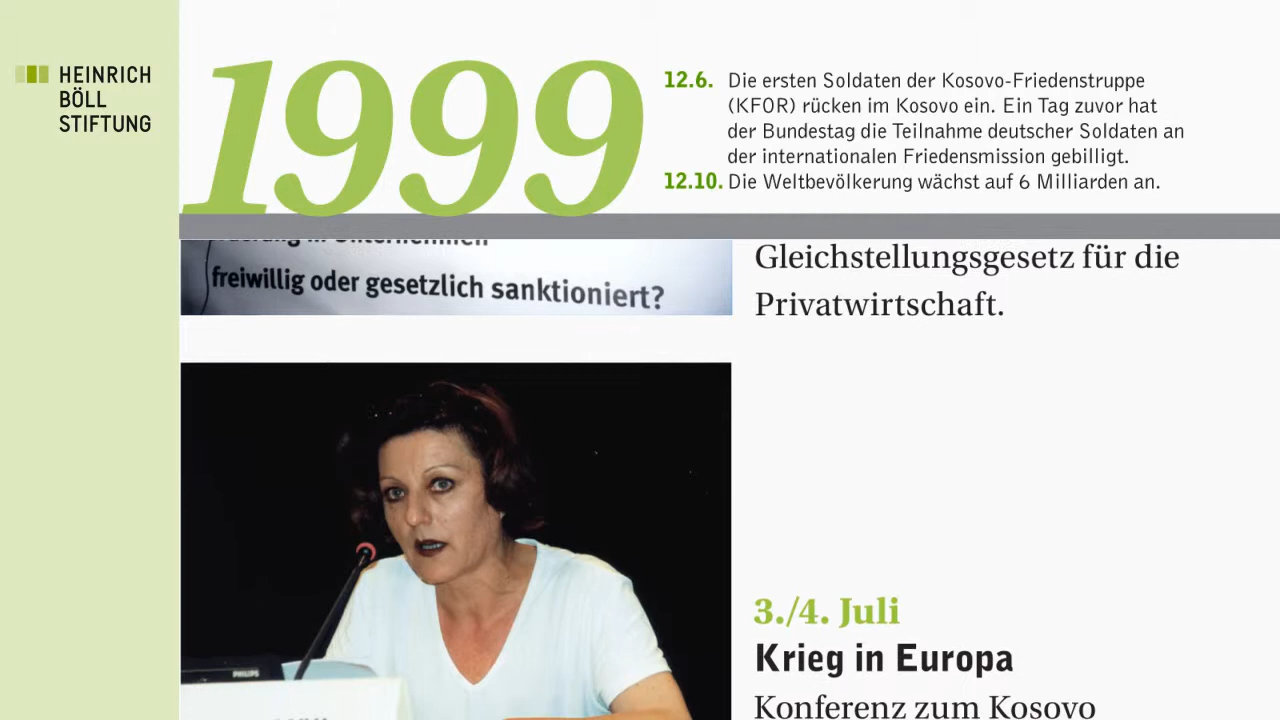 HEINRICH
BÖLL
STIFTUNG
1999
12.6. Die ersten Soldaten der Kosovo-Friedenstruppe
(KFOR) rücken im Kosovo ein. Ein Tag zuvor hat
der Bundestag die Teilnahme deutscher Soldaten an
der internationalen Friedensmission gebilligt.
12.10. Die Weltbevölkerung wächst auf 6 Milliarden an.
in Unternehmen
freiwillig oder gesetzlich sanktioniert?
Gleichstellungsgesetz für die
Privatwirtschaft.
PHILIPS
3./4. Juli
Krieg in Europa
Konferenz zum Kosovo